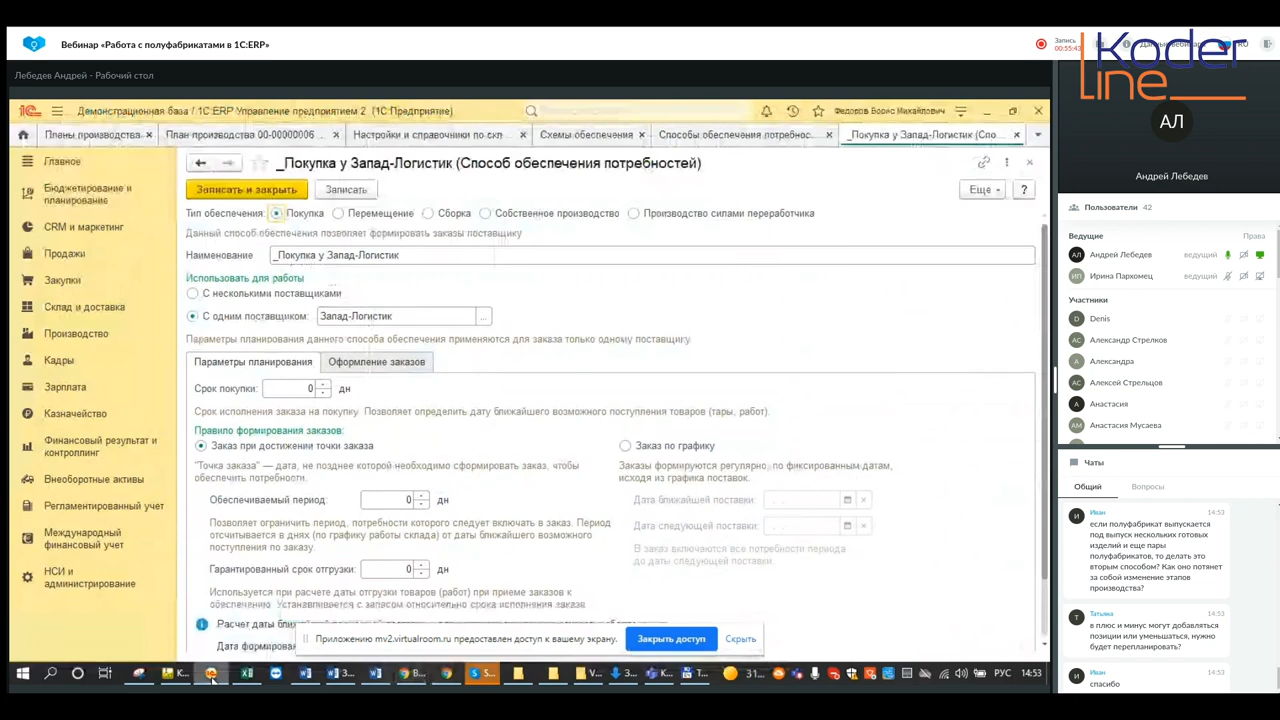 Вебинар «Работа с полуфабрикатами в 1С:ERP»
Запись
00:55:43
RU
Koder
line
Лебедев Андрей - Рабочий стол
Демонстрационная база / 1С:ERP Управление предприятием 2 (1С:Предприятие)
Федоров Борис Михайлович
Планы производства
План производства 00-00000006
Настройки и справочники по скл
Схемы обеспечения
Способы обеспечения потребнос..
_Покупка у Запад-Логистик (Спо...
Главное
Бюджетирование и
планирование
CRM и маркетинг
Продажи
Закупки
Склад и доставка
Производство
Кадры
Зарплата
Казначейство
Финансовый результат и
контроллинг
Внеоборотные активы
Регламентированный учет
Международный
финансовый учет
НСИ и
администрирование
_Покупка у Запад-Логистик (Способ обеспечения потребностей)
Записать и закрыть
Записать
Еще
?
Тип обеспечения: Покупка Перемещение Сборка Собственное производство Производство силами переработчика
Данный способ обеспечения позволяет формировать заказы поставщику
Наименование _Покупка у Запад-Логистик
Использовать для работы
С несколькими поставщиками
С одним поставщиком: Запад-Логистик ...
Параметры планирования данного способа обеспечения применяются для заказа только одному поставщику
Параметры планирования
Оформление заказов
Срок покупки: 0 дн
Срок исполнения заказа на покупку. Позволяет определить дату ближайшего возможного поступления товаров (тары, работ).
Правило формирования заказов:
Заказ при достижении точки заказа
"Точка заказа" — дата, не позднее которой необходимо сформировать заказ, чтобы
обеспечить потребности.
Обеспечиваемый период: 0 дн
Позволяет ограничить период, потребности которого следует включать в заказ. Период
отсчитывается в днях (по графику работы склада) от даты ближайшего возможного
поступления по заказу.
Гарантированный срок отгрузки: 0 дн
Используется при расчете даты отгрузки товаров (работ) при приеме заказов к
обеспечению. Устанавливается с запасом относительно срока исполнения заказа
Расчет даты
Дата формирован
Заказ по графику
Заказы формируются регулярно, по фиксированным датам,
исходя из графика поставок.
Дата ближайшей поставки:
Дата следующей поставки:
В заказ включаются все потребности периода
до даты следующей поставки.
Приложению mv2.virtualroom.ru предоставлен доступ к вашему экрану.
Закрыть доступ
Скрыть
РУС
14:53
АЛ
Андрей Лебедев
Пользователи 42
Ведущие
Права
АЛ Андрей Лебедев ведущий
ИП Ирина Пархомец ведущий
Участники
D Denis
АС Александр Стрелков
А Александра
АС Алексей Стрельцов
А Анастасия
АМ Анастасия Мусаева
Чаты
Общий
Вопросы
И Иван 14:53
если полуфабрикат выпускается
под выпуск нескольких готовых
изделий и еще пары
полуфабрикатов, то делать это
вторым способом? Как оно потянет
за собой изменение этапов
производства?
Т Татьяна 14:53
в плюс и минус могут добавляться
позиции или уменьшаться, нужно
будет перепланировать?
И Иван 14:53
спасибо